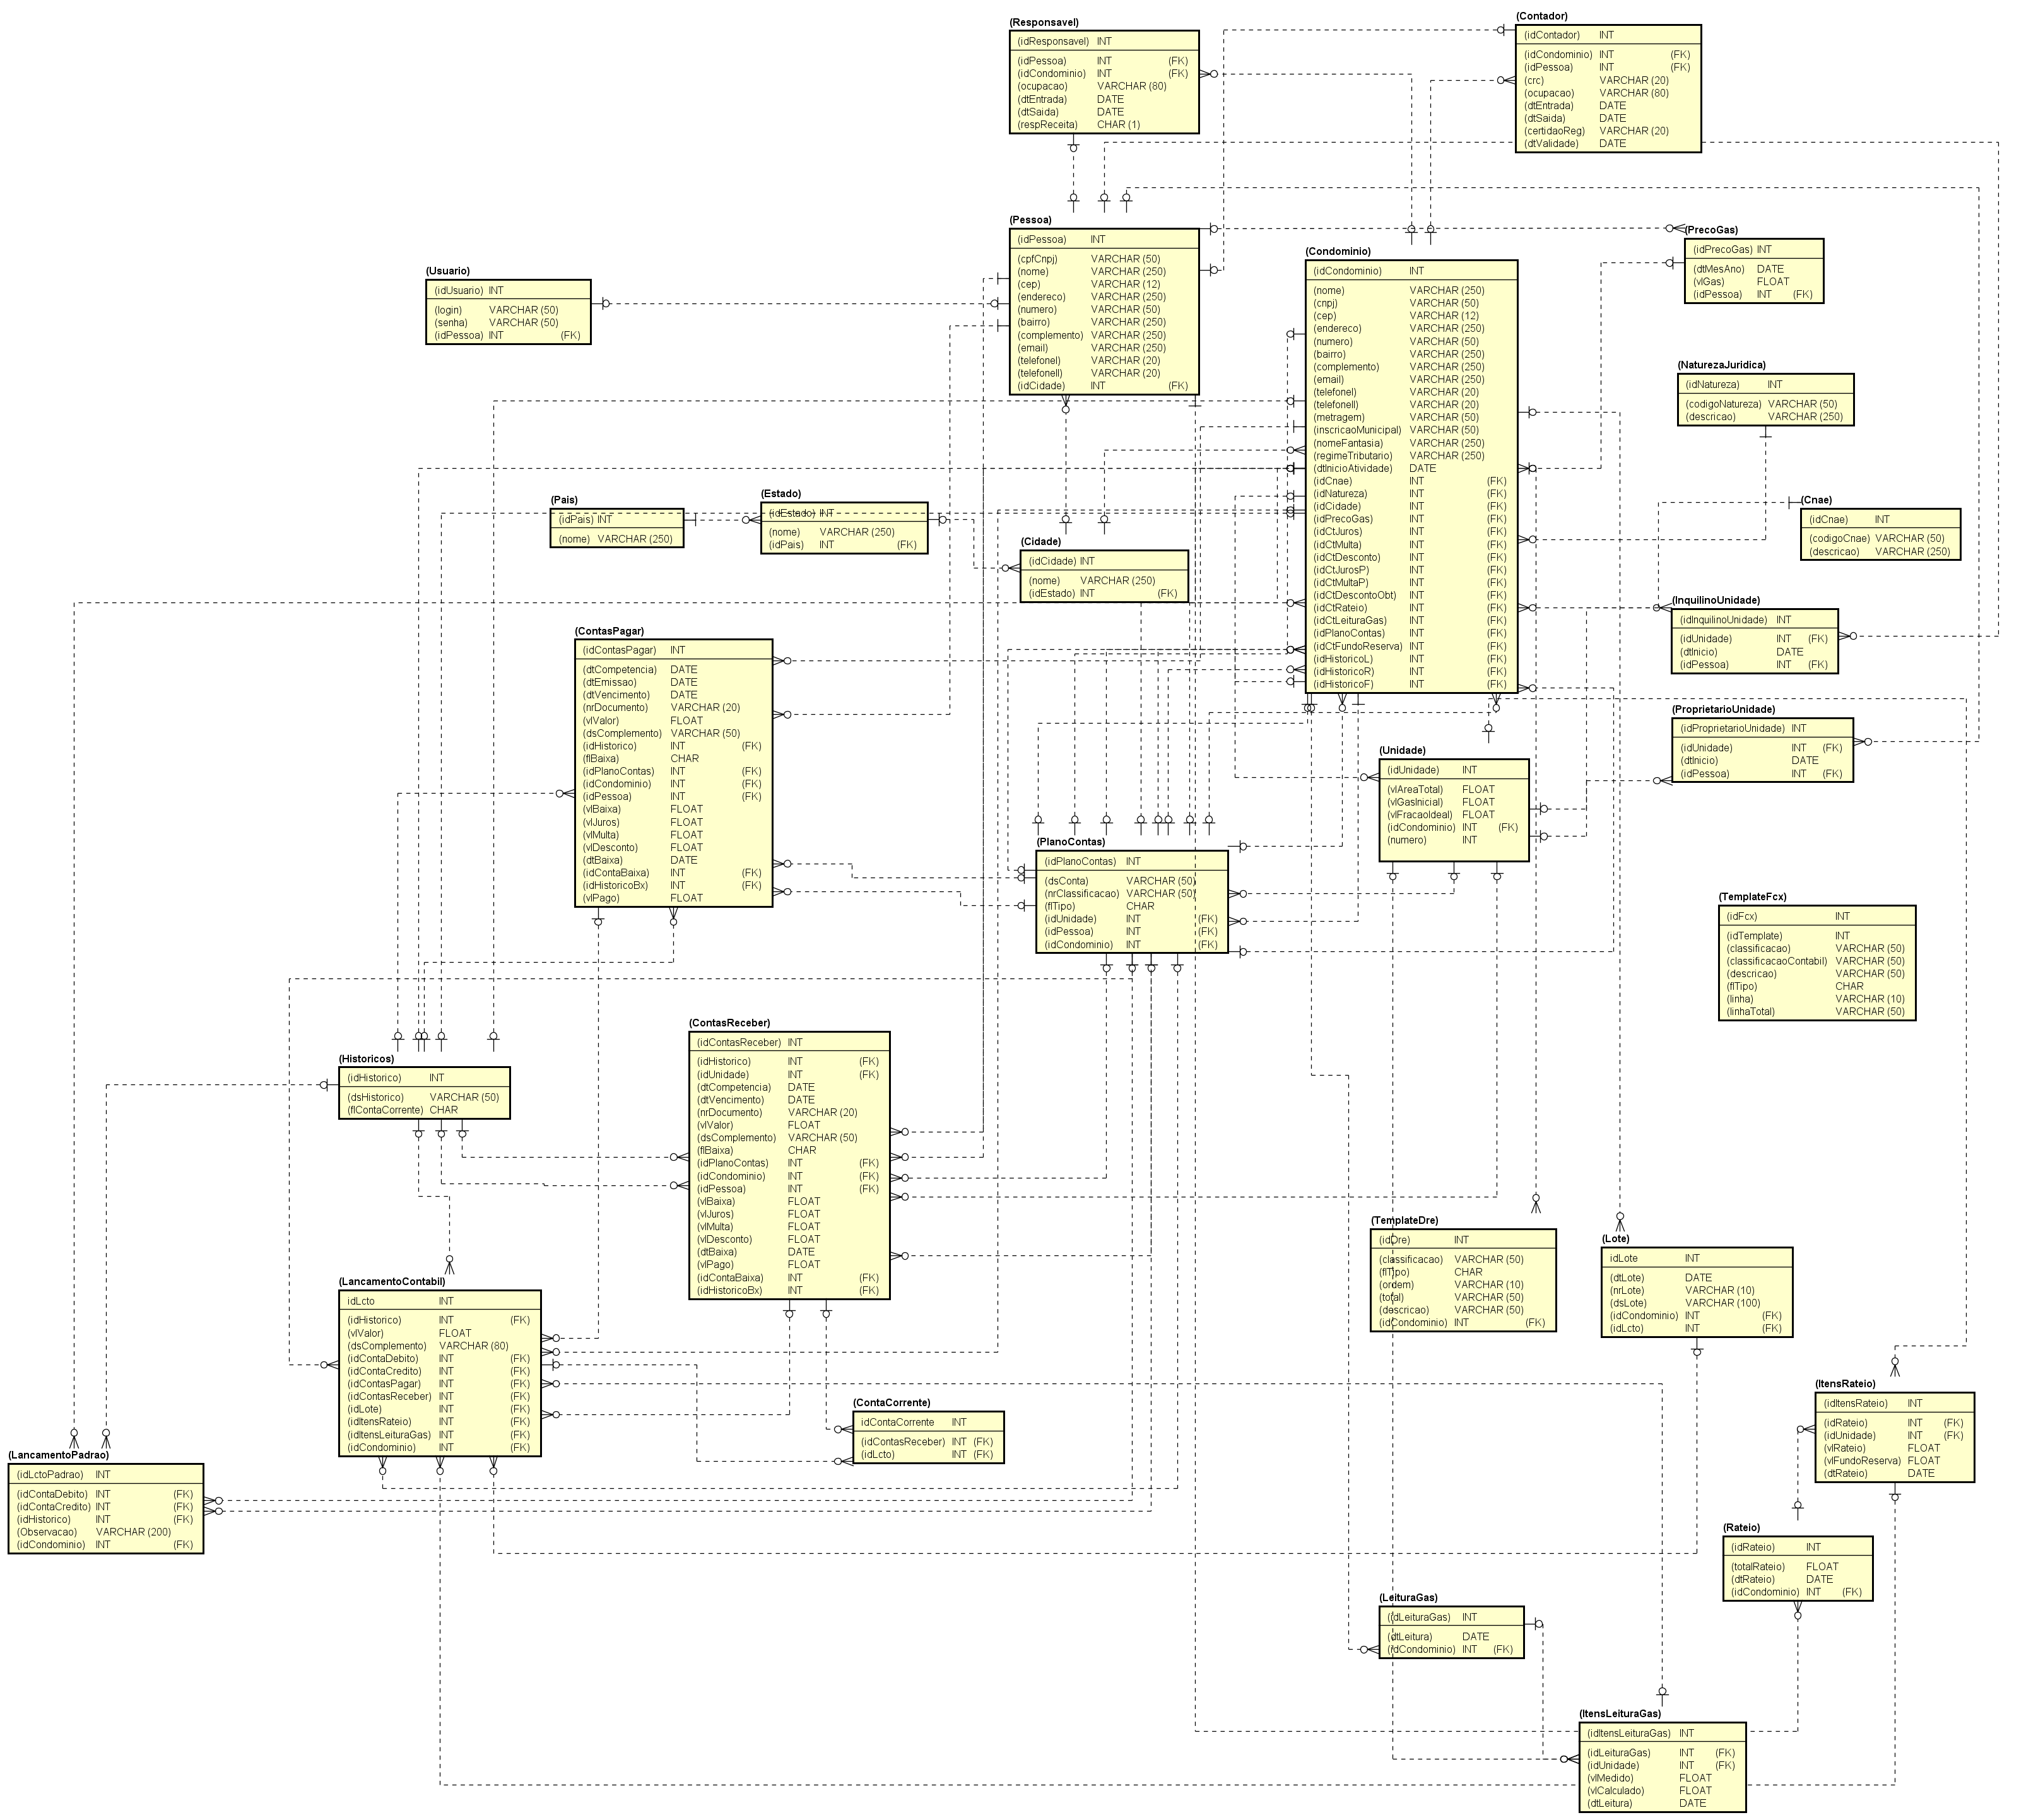 (Responsavel)
(idResponsavel) INT
(idPessoa) INT (FK)
(idCondominio) INT (FK)
(ocupacao) VARCHAR (80)
(dtEntrada) DATE
(dtSaida) DATE
(respReceita) CHAR (1)
(Contador)
(idContador) INT
(idCondominio) INT (FK)
(idPessoa) INT (FK)
(crc) VARCHAR (20)
(ocupacao) VARCHAR (80)
(dtEntrada) DATE
(dtSaida) DATE
(certidaoReg) VARCHAR (20)
(dtValidade) DATE
(Pessoa)
(idPessoa) INT
(cpfCnpj) VARCHAR (50)
(nome) VARCHAR (250)
(cep) VARCHAR (12)
(endereco) VARCHAR (250)
(numero) VARCHAR (50)
(bairro) VARCHAR (250)
(complemento) VARCHAR (250)
(email) VARCHAR (250)
(telefoneI) VARCHAR (20)
(telefoneII) VARCHAR (20)
(idCidade) INT (FK)
(PrecoGas)
(idPrecoGas) INT
(dtMesAno) DATE
(vlGas) FLOAT
(idPessoa) INT (FK)
(Usuario)
(idUsuario) INT
(login) VARCHAR (50)
(senha) VARCHAR (50)
(idPessoa) INT (FK)
(Condominio)
(idCondominio) INT
(nome) VARCHAR (250)
(cnpj) VARCHAR (50)
(cep) VARCHAR (12)
(endereco) VARCHAR (250)
(numero) VARCHAR (50)
(bairro) VARCHAR (250)
(complemento) VARCHAR (250)
(email) VARCHAR (250)
(telefoneI) VARCHAR (20)
(telefoneII) VARCHAR (20)
(metragem) VARCHAR (50)
(inscricaoMunicipal) VARCHAR (50)
(nomeFantasia) VARCHAR (250)
(regimeTributario) VARCHAR (250)
(dtInicioAtividade) DATE
(idCnae) INT (FK)
(idNatureza) INT (FK)
(idCidade) INT (FK)
(idPrecoGas) INT (FK)
(idCtJuros) INT (FK)
(idCtMulta) INT (FK)
(idCtDesconto) INT (FK)
(idCtJurosP) INT (FK)
(idCtMultaP) INT (FK)
(idCtDescontoObt) INT (FK)
(idCtRateio) INT (FK)
(idCtLeituraGas) INT (FK)
(idPlanoContas) INT (FK)
(idCtFundoReserva) INT (FK)
(idHistoricoL) INT (FK)
(idHistoricoR) INT (FK)
(idHistoricoF) INT (FK)
(NaturezaJuridica)
(idNatureza) INT
(codigoNatureza) VARCHAR (50)
(descricao) VARCHAR (250)
(Pais)
(idPais) INT
(nome) VARCHAR (250)
(Estado)
(idEstado) INT
(nome) VARCHAR (250)
(idPais) INT (FK)
(Cnae)
(idCnae) INT
(codigoCnae) VARCHAR (50)
(descricao) VARCHAR (250)
(Cidade)
(idCidade) INT
(nome) VARCHAR (250)
(idEstado) INT (FK)
(InquilinoUnidade)
(idInquilinoUnidade) INT
(idUnidade) INT (FK)
(dtInicio) DATE
(idPessoa) INT (FK)
(ContasPagar)
(idContasPagar) INT
(dtCompetencia) DATE
(dtEmissao) DATE
(dtVencimento) DATE
(nrDocumento) VARCHAR (20)
(vlValor) FLOAT
(dsComplemento) VARCHAR (50)
(idHistorico) INT (FK)
(flBaixa) CHAR
(idPlanoContas) INT (FK)
(idCondominio) INT (FK)
(idPessoa) INT (FK)
(vlBaixa) FLOAT
(vlJuros) FLOAT
(vlMulta) FLOAT
(vlDesconto) FLOAT
(dtBaixa) DATE
(idContaBaixa) INT (FK)
(idHistoricoBx) INT (FK)
(vlPago) FLOAT
(ProprietarioUnidade)
(idProprietarioUnidade) INT
(idUnidade) INT (FK)
(dtInicio) DATE
(idPessoa) INT (FK)
(Unidade)
(idUnidade) INT
(vlAreaTotal) FLOAT
(vlGasInicial) FLOAT
(vlFracaoIdeal) FLOAT
(idCondominio) INT (FK)
(numero) INT
(PlanoContas)
(idPlanoContas) INT
(dsConta) VARCHAR (50)
(nrClassificacao) VARCHAR (50)
(flTipo) CHAR
(idUnidade) INT (FK)
(idPessoa) INT (FK)
(idCondominio) INT (FK)
(TemplateFcx)
(idFcx) INT
(idTemplate) INT
(classificacao) VARCHAR (50)
(classificacaoContabil) VARCHAR (50)
(descricao) VARCHAR (50)
(flTipo) CHAR
(linha) VARCHAR (10)
(linhaTotal) VARCHAR (50)
(ContasReceber)
(idContasReceber) INT
(idHistorico) INT (FK)
(idUnidade) INT (FK)
(dtCompetencia) DATE
(dtVencimento) DATE
(nrDocumento) VARCHAR (20)
(vlValor) FLOAT
(dsComplemento) VARCHAR (50)
(flBaixa) CHAR
(idPlanoContas) INT (FK)
(idCondominio) INT (FK)
(idPessoa) INT (FK)
(vlBaixa) FLOAT
(vlJuros) FLOAT
(vlMulta) FLOAT
(vlDesconto) FLOAT
(dtBaixa) DATE
(vlPago) FLOAT
(idContaBaixa) INT (FK)
(idHistoricoBx) INT (FK)
(Historicos)
(idHistorico) INT
(dsHistorico) VARCHAR (50)
(flContaCorrente) CHAR
(TemplateDre)
(idDre) INT
(classificacao) VARCHAR (50)
(flTipo) CHAR
(ordem) VARCHAR (10)
(total) VARCHAR (50)
(descricao) VARCHAR (50)
(idCondominio) INT (FK)
(Lote)
idLote INT
(dtLote) DATE
(nrLote) VARCHAR (10)
(dsLote) VARCHAR (100)
(idCondominio) INT (FK)
(idLcto) INT (FK)
(LancamentoContabil)
idLcto INT
(idHistorico) INT (FK)
(vlValor) FLOAT
(dsComplemento) VARCHAR (80)
(idContaDebito) INT (FK)
(idContaCredito) INT (FK)
(idContasPagar) INT (FK)
(idContasReceber) INT (FK)
(idLote) INT (FK)
(idItensRateio) INT (FK)
(idItensLeituraGas) INT (FK)
(idCondominio) INT (FK)
(ItensRateio)
(idItensRateio) INT
(idRateio) INT (FK)
(idUnidade) INT (FK)
(vlRateio) FLOAT
(vlFundoReserva) FLOAT
(dtRateio) DATE
(ContaCorrente)
idContaCorrente INT
(idContasReceber) INT (FK)
(idLcto) INT (FK)
(LancamentoPadrao)
(idLctoPadrao) INT
(idContaDebito) INT (FK)
(idContaCredito) INT (FK)
(idHistorico) INT (FK)
(Observacao) VARCHAR (200)
(idCondominio) INT (FK)
(Rateio)
(idRateio) INT
(totalRateio) FLOAT
(dtRateio) DATE
(idCondominio) INT (FK)
(LeituraGas)
(idLeituraGas) INT
(dtLeitura) DATE
(idCondominio) INT (FK)
(ItensLeituraGas)
(idItensLeituraGas) INT
(idLeituraGas) INT (FK)
(idUnidade) INT (FK)
(vlMedido) FLOAT
(vlCalculado) FLOAT
(dtLeitura) DATE